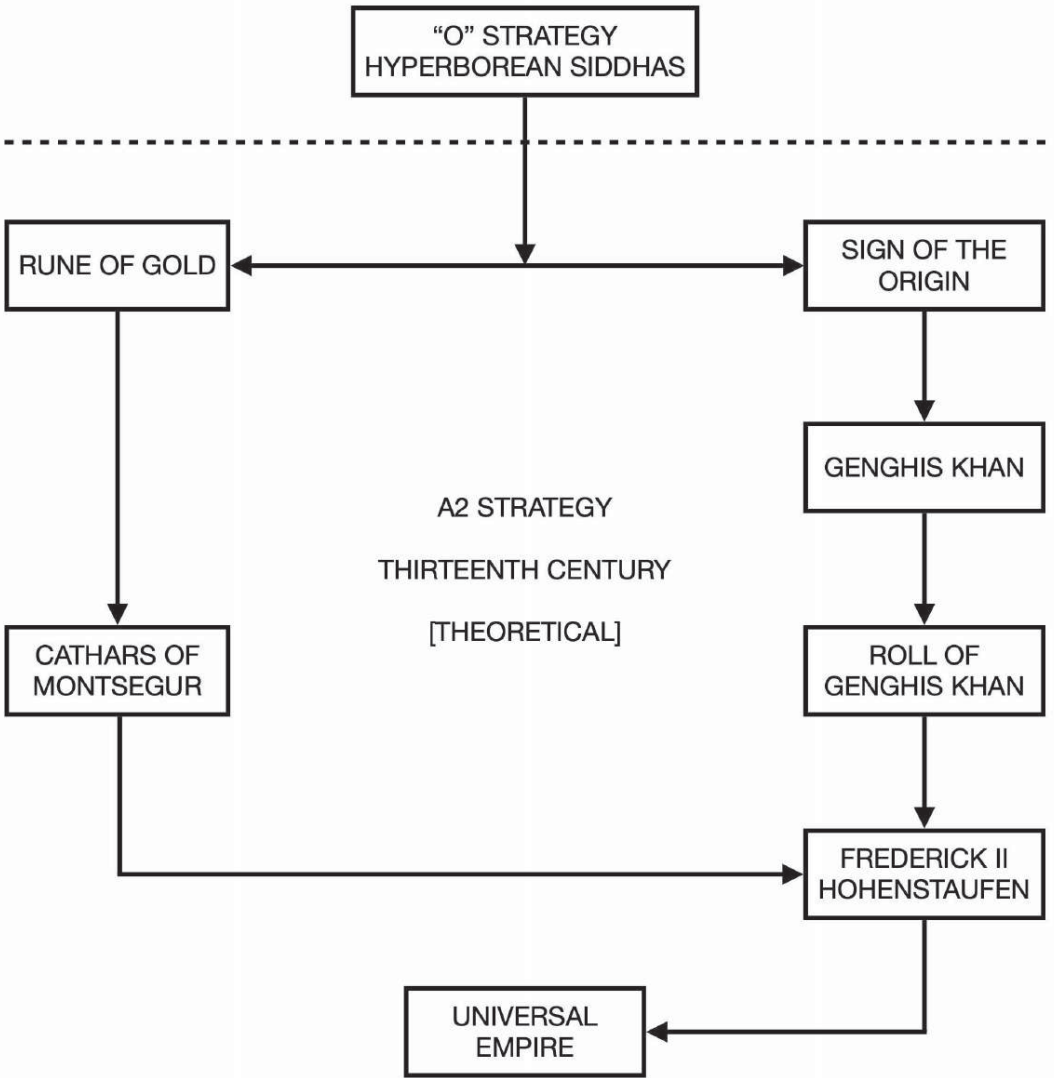 “O” STRATEGY
HYPERBOREAN SIDDHAS
RUNE OF GOLD
SIGN OF THE
ORIGIN
GENGHIS KHAN
A2 STRATEGY
THIRTEENTH CENTURY
[THEORETICAL]
CATHARS OF
MONTSEGUR
ROLL OF
GENGHIS KHAN
FREDERICK II
HOHENSTAUFEN
UNIVERSAL
EMPIRE